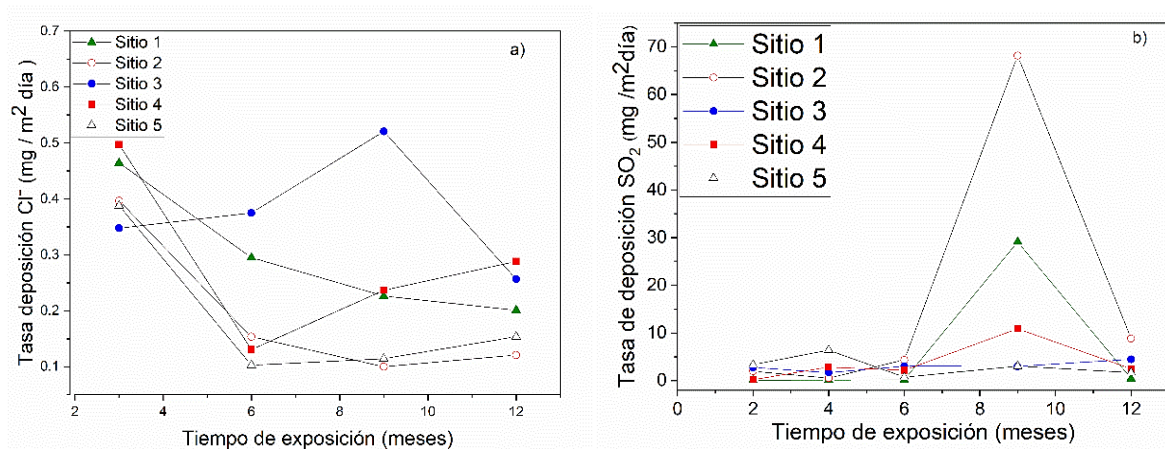 a)
Sitio 1
Sitio 2
Sitio 3
Sitio 4
Sitio 5
0.7
0.6
0.5
0.4
0.3
0.2
0.1
2
4
6
8
10
12
Tasa deposición Cl⁻ (mg / m² día )
Tiempo de exposición (meses)
b)
Sitio 1
Sitio 2
Sitio 3
Sitio 4
Sitio 5
70
60
50
40
30
20
10
0
0
2
4
6
8
10
12
Tasa de deposición SO₂ (mg /m²día)
Tiempo de exposición (meses)